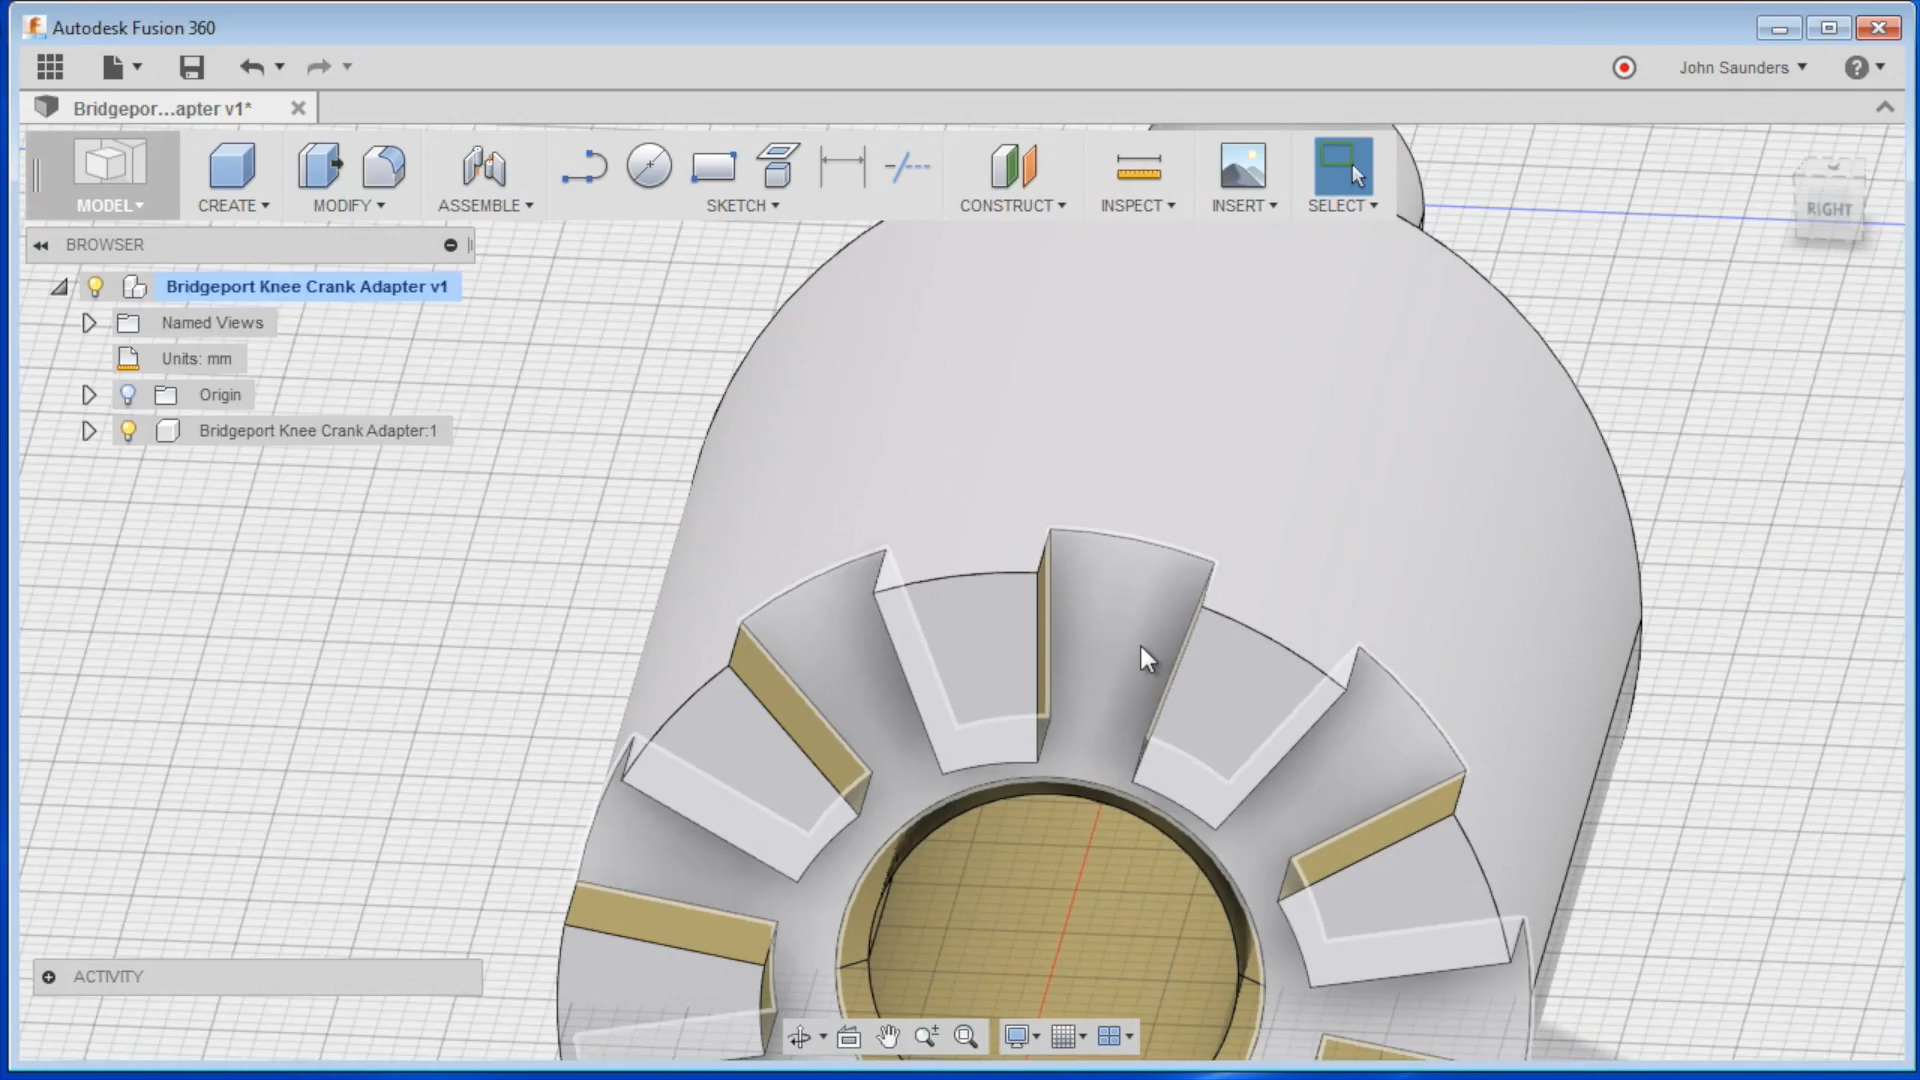 Autodesk Fusion 360
John Saunders
Bridgepor...apter v1*
MODEL CREATE MODIFY ASSEMBLE SKETCH CONSTRUCT INSPECT INSERT SELECT
RIGHT
BROWSER
Bridgeport Knee Crank Adapter v1
Named Views
Units: mm
Origin
Bridgeport Knee Crank Adapter:1
ACTIVITY